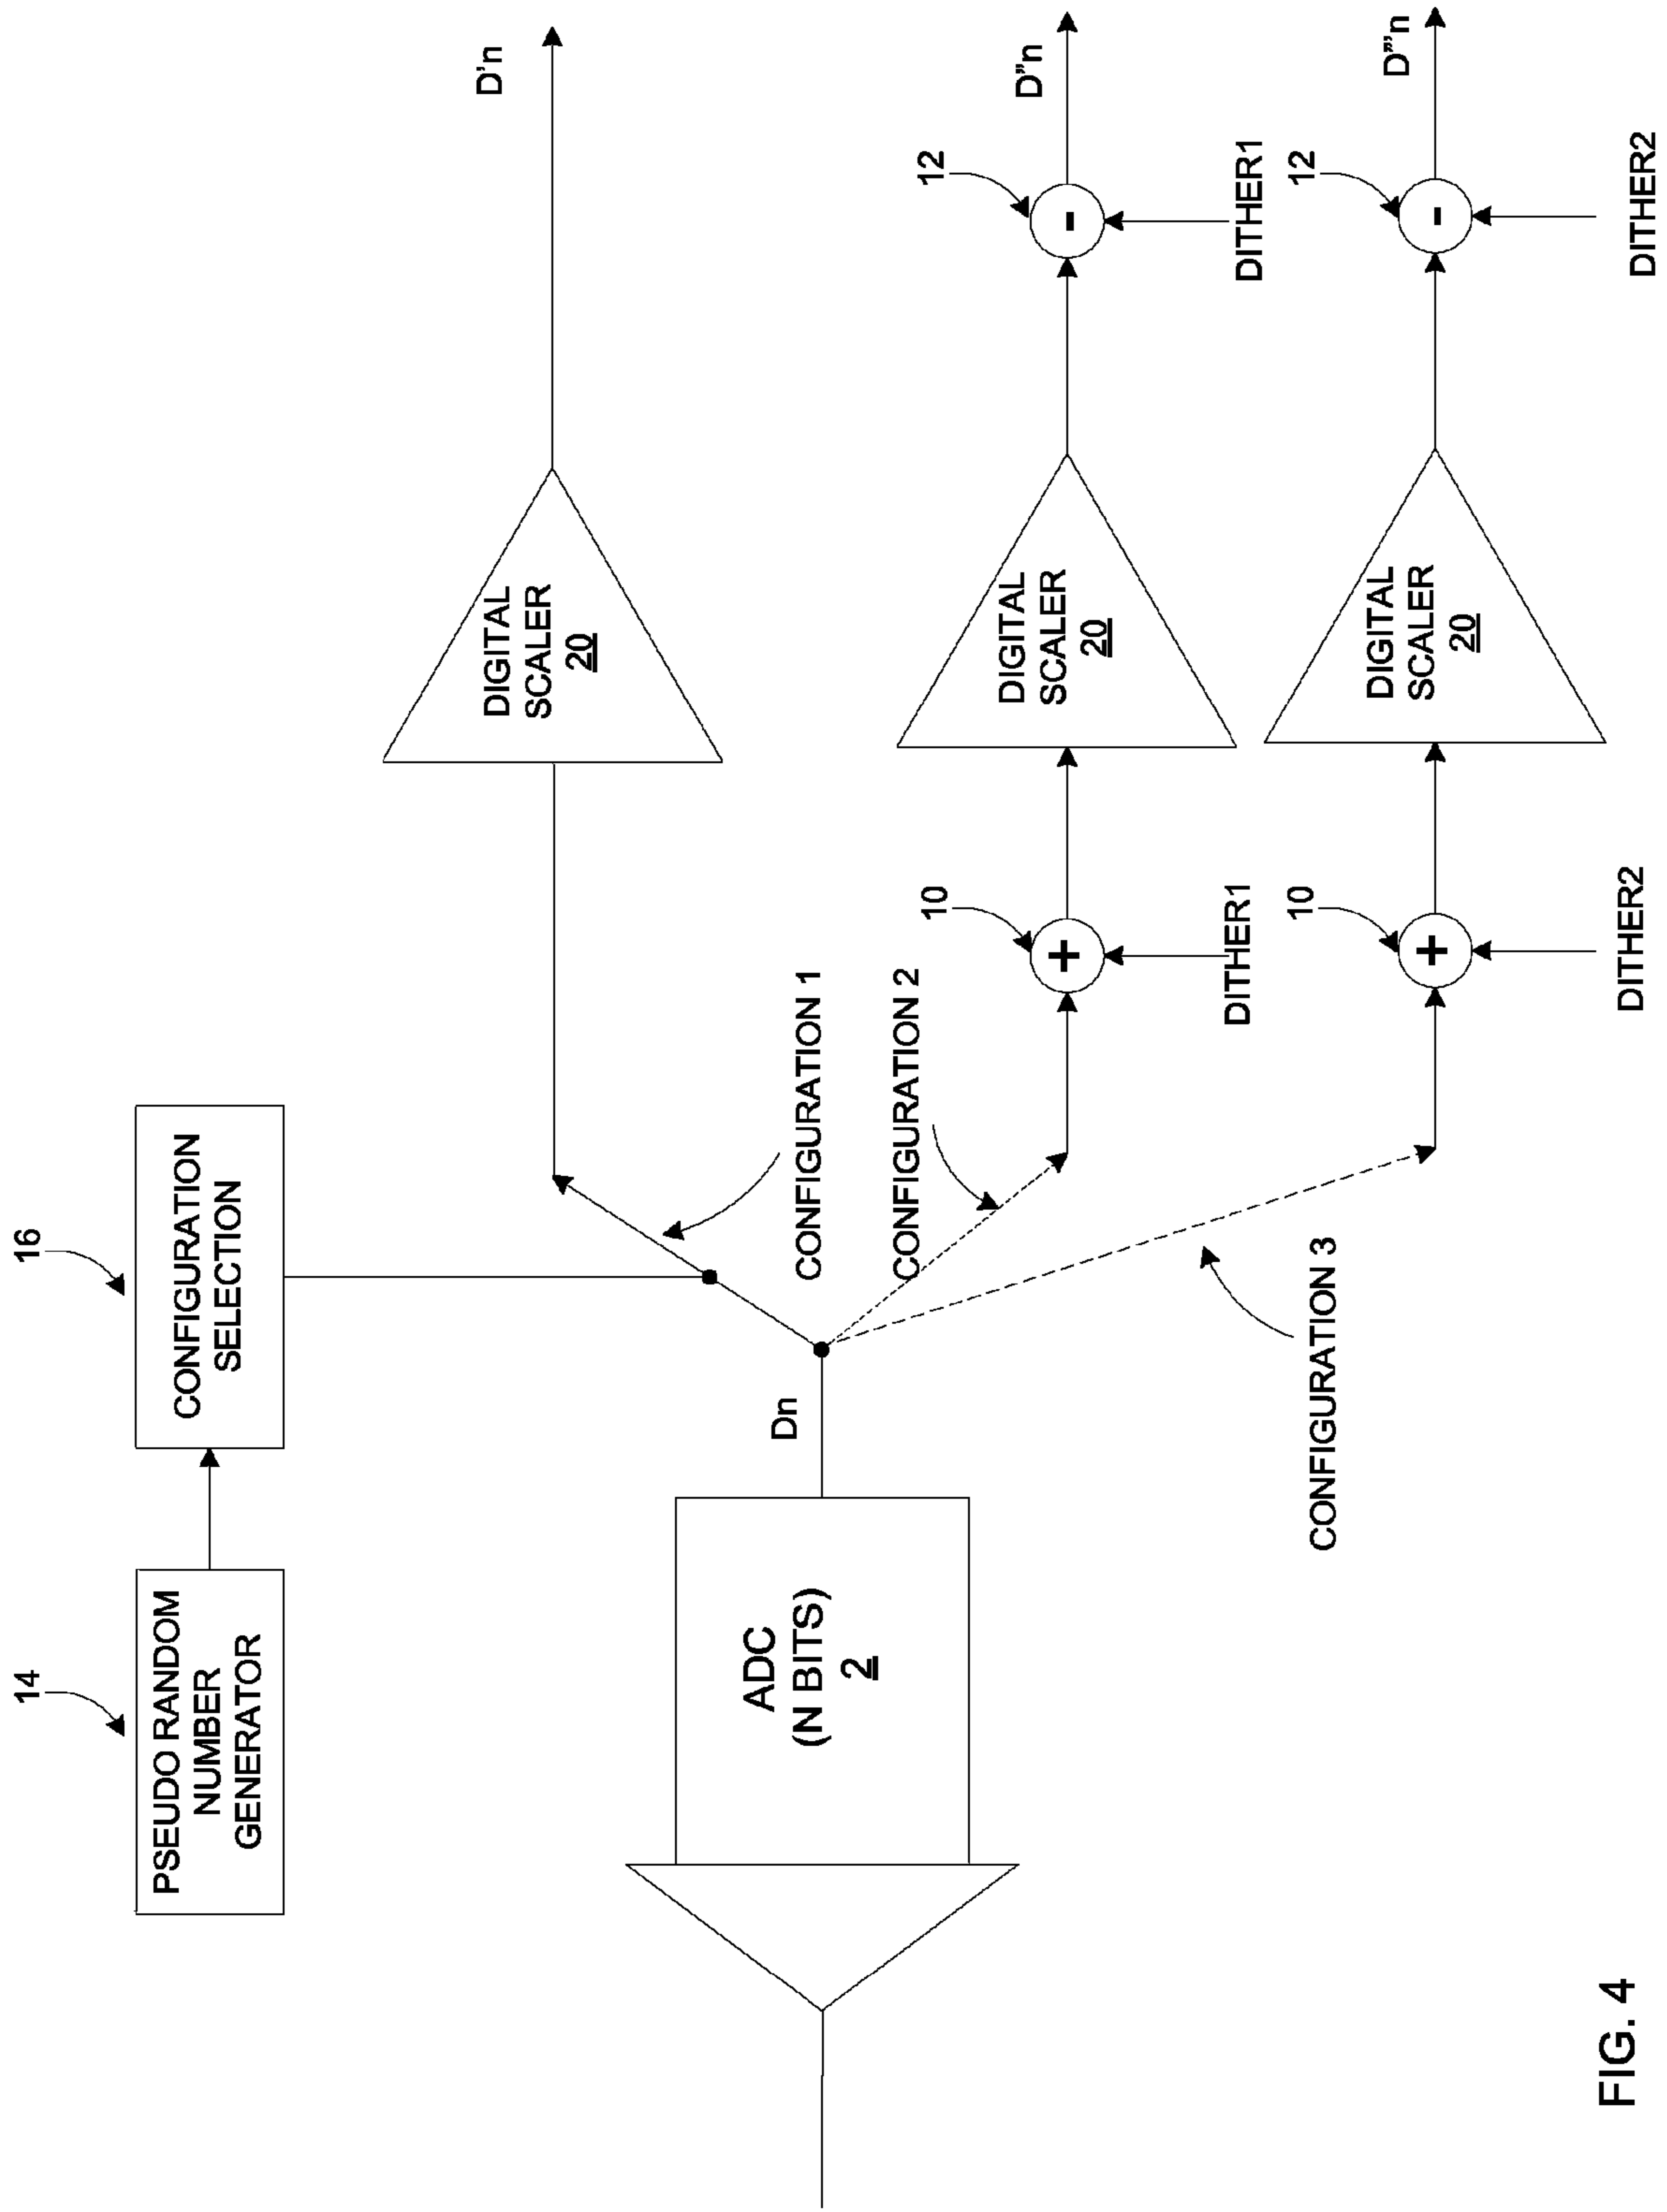 14
PSEUDO RANDOM
NUMBER
GENERATOR
16
CONFIGURATION
SELECTION
D'n
DIGITAL
SCALER
20
ADC
(N BITS)
2
Dn
CONFIGURATION 1
CONFIGURATION 2
CONFIGURATION 3
10
+
DITHER1
DIGITAL
SCALER
20
12
-
DITHER1
D"n
10
+
DITHER2
DIGITAL
SCALER
20
12
-
DITHER2
D"'n
FIG. 4